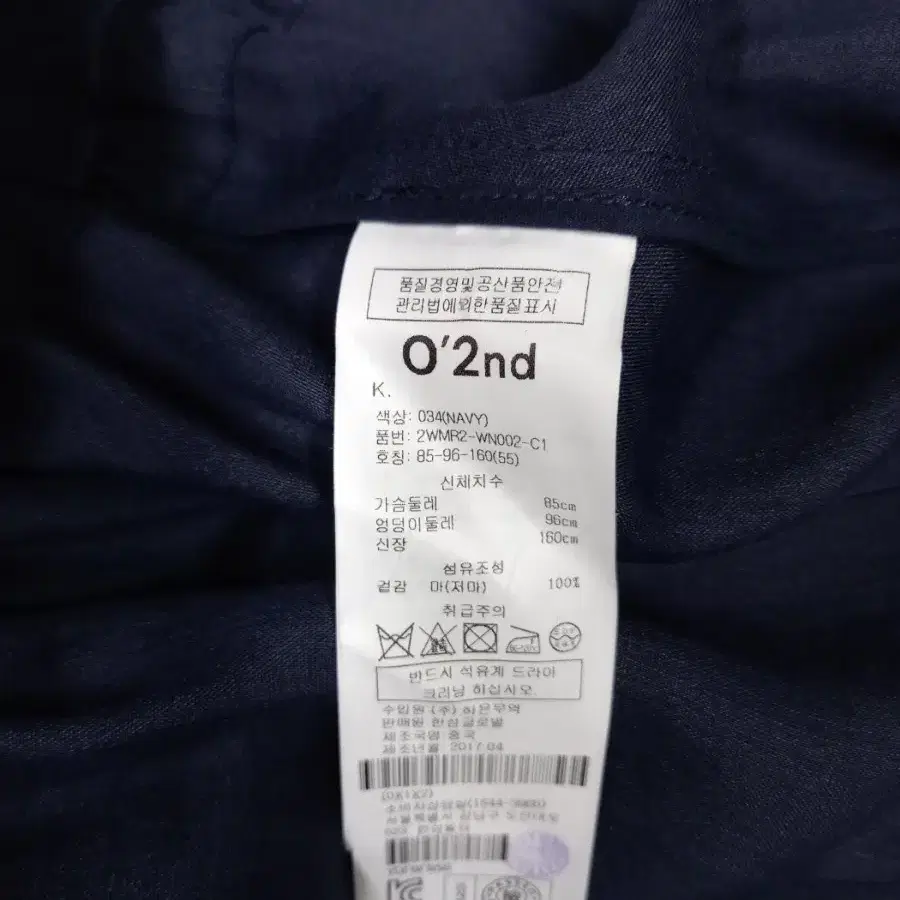 품질경영및공산품안전
관리법에의한품질표시
O'2nd
K.
색상: 034(NAVY)
품번: 2WMR2-WN002-C1
호칭: 85-96-160(55)
신체치수
가슴둘레 85cm
엉덩이둘레 96cm
신장 160cm
섬유조성
겉감 마(저마) 100%
취급주의
반드시 석유계 드라이
크리닝 하십시오.
수입원 (주) 하은무역
판매원 한섬글로벌
제조국명 중국
제조년월 2017.04